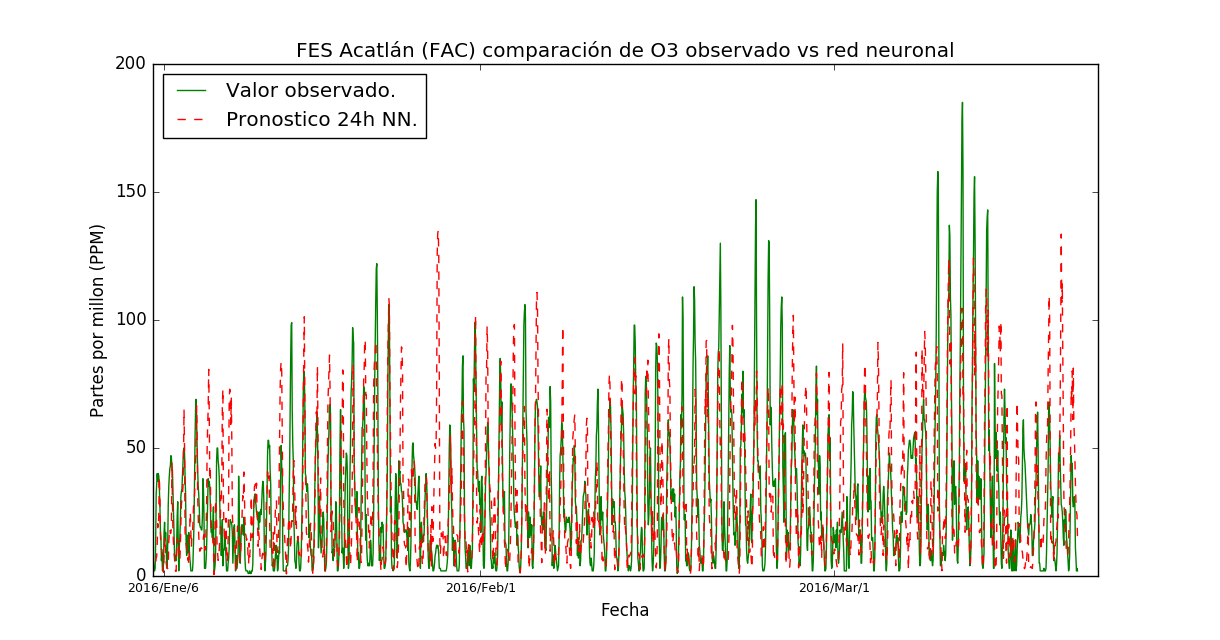 FES Acatlán (FAC) comparación de O3 observado vs red neuronal
Valor observado.
Pronostico 24h NN.
Partes por millon (PPM)
200
150
100
50
0
2016/Ene/6
2016/Feb/1
2016/Mar/1
Fecha